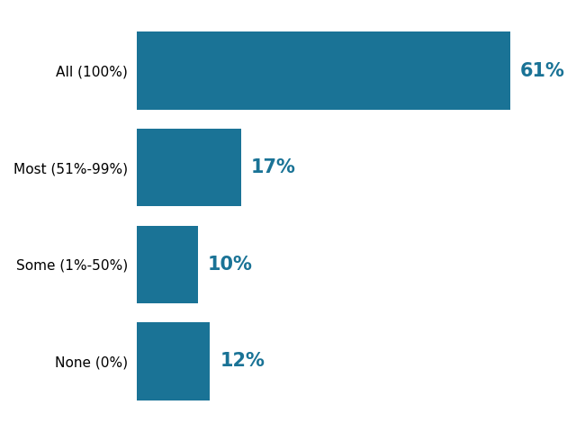 All (100%)
61%
Most (51%-99%)
17%
Some (1%-50%)
10%
None (0%)
12%